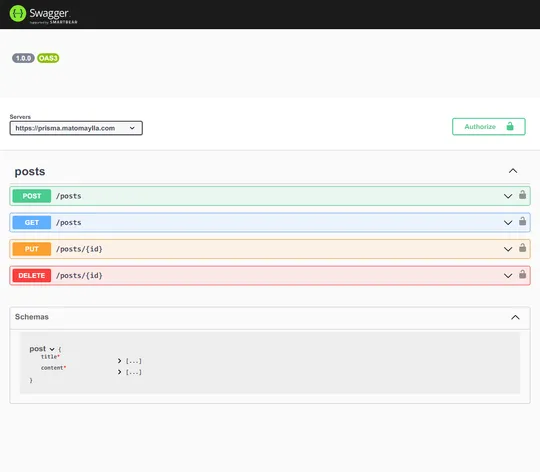 Swagger
Supported by SMARTBEAR
1.0.0 OAS3
Servers
https://prisma.matomaylla.com
Authorize
posts
POST /posts
GET /posts
PUT /posts/{id}
DELETE /posts/{id}
Schemas
post {
title* [...]
content* [...]
}